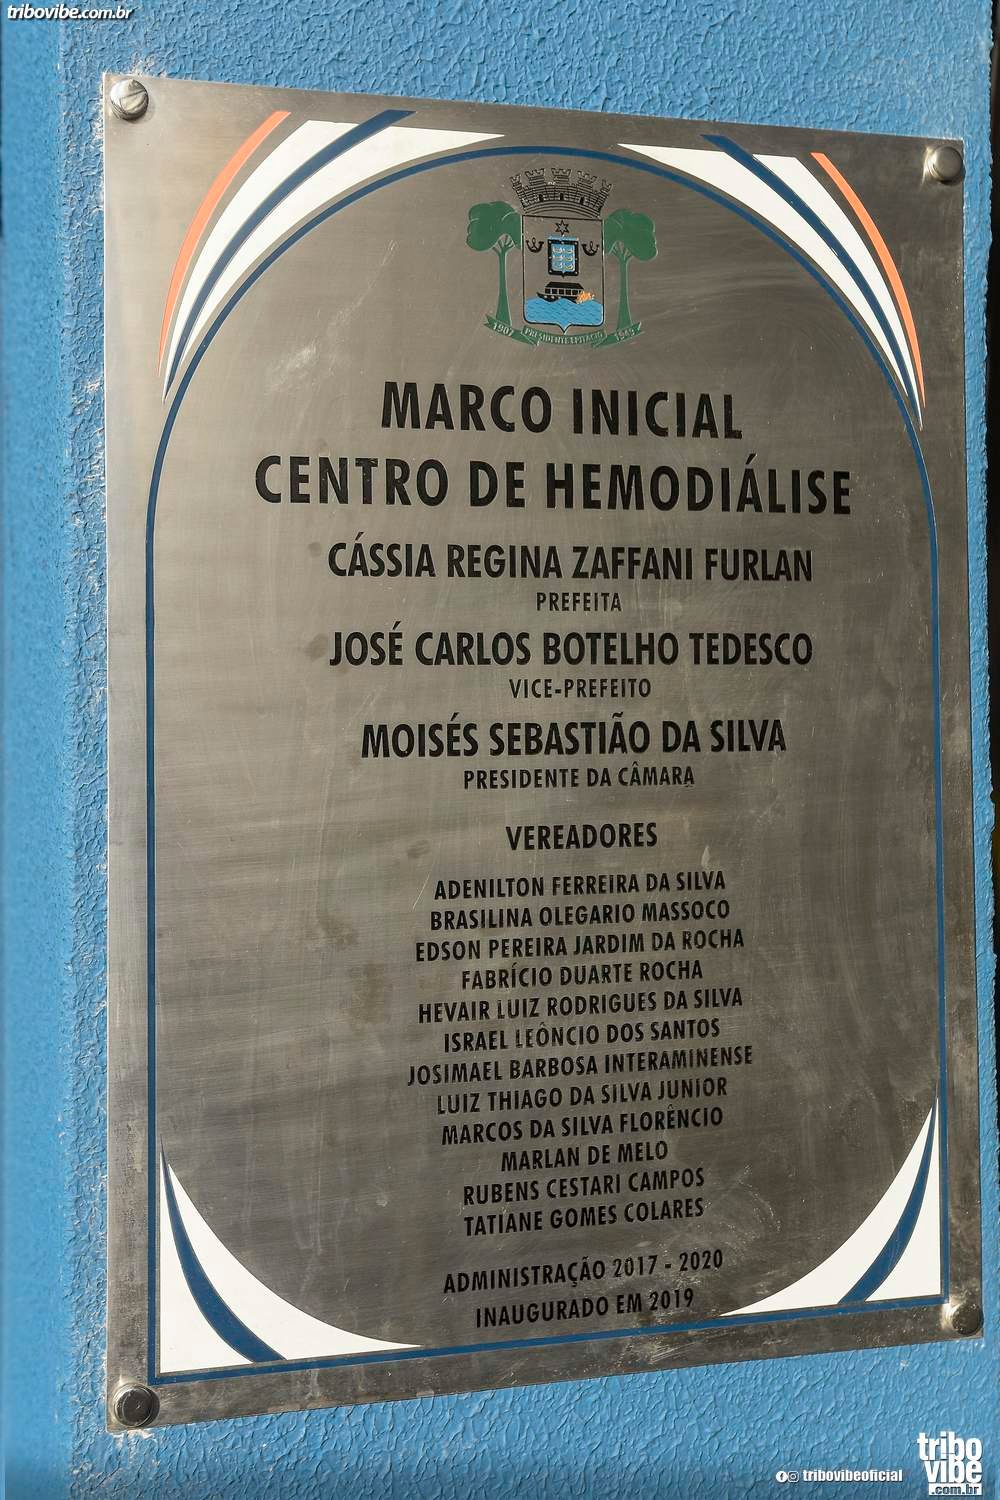 tribovibe.com.br
1907 PRESIDENTE EPITACIO 1949
MARCO INICIAL
CENTRO DE HEMODIÁLISE
CÁSSIA REGINA ZAFFANI FURLAN
PREFEITA
JOSÉ CARLOS BOTELHO TEDESCO
VICE-PREFEITO
MOISÉS SEBASTIÃO DA SILVA
PRESIDENTE DA CÂMARA
VEREADORES
ADENILTON FERREIRA DA SILVA
BRASILINA OLEGARIO MASSOCO
EDSON PEREIRA JARDIM DA ROCHA
FABRÍCIO DUARTE ROCHA
HEVAIR LUIZ RODRIGUES DA SILVA
ISRAEL LEÔNCIO DOS SANTOS
JOSIMAEL BARBOSA INTERAMINENSE
LUIZ THIAGO DA SILVA JUNIOR
MARCOS DA SILVA FLORÊNCIO
MARLAN DE MELO
RUBENS CESTARI CAMPOS
TATIANE GOMES COLARES
ADMINISTRAÇÃO 2017 - 2020
INAUGURADO EM 2019
tribovibeoficial
tribo
vibe
.com.br